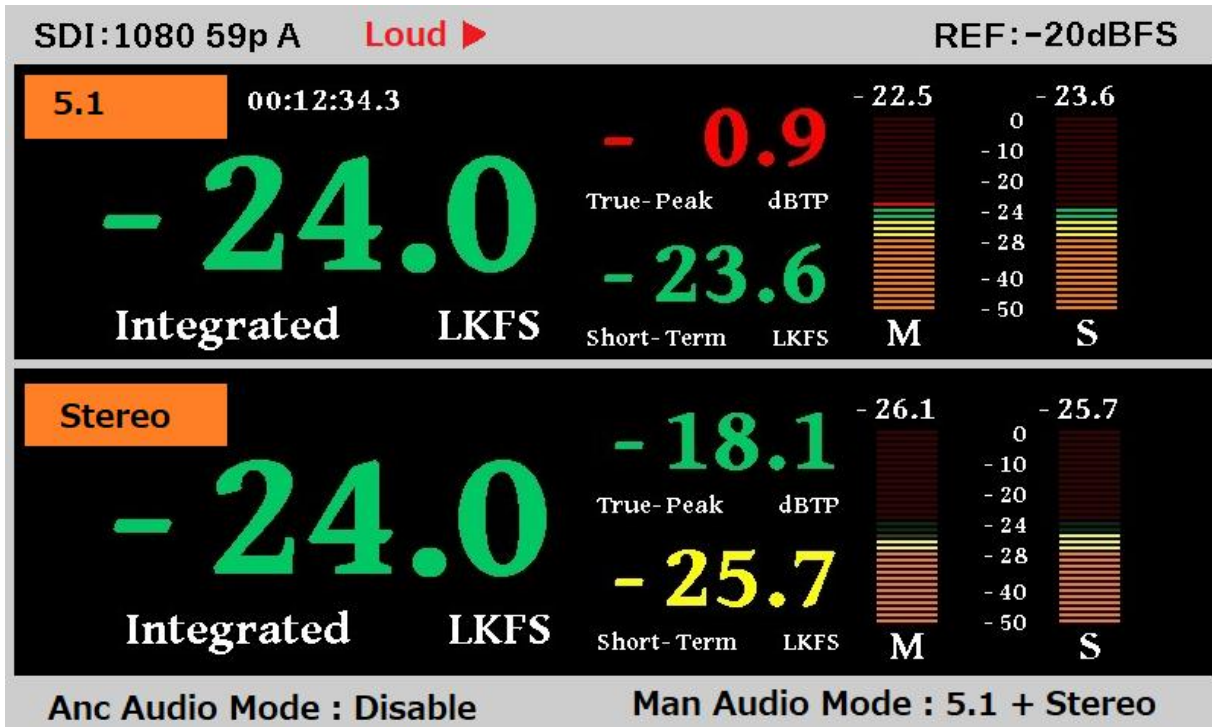 SDI:1080 59p A Loud ▶ REF:-20dBFS
5.1 00:12:34.3
-24.0
Integrated LKFS
- 0.9
True-Peak dBTP
-23.6
Short-Term LKFS
-22.5 -23.6
0
-10
-20
-24
-28
-40
-50
M S
Stereo
-24.0
Integrated LKFS
-18.1
True-Peak dBTP
-25.7
Short-Term LKFS
-26.1 -25.7
0
-10
-20
-24
-28
-40
-50
M S
Anc Audio Mode : Disable Man Audio Mode : 5.1 + Stereo